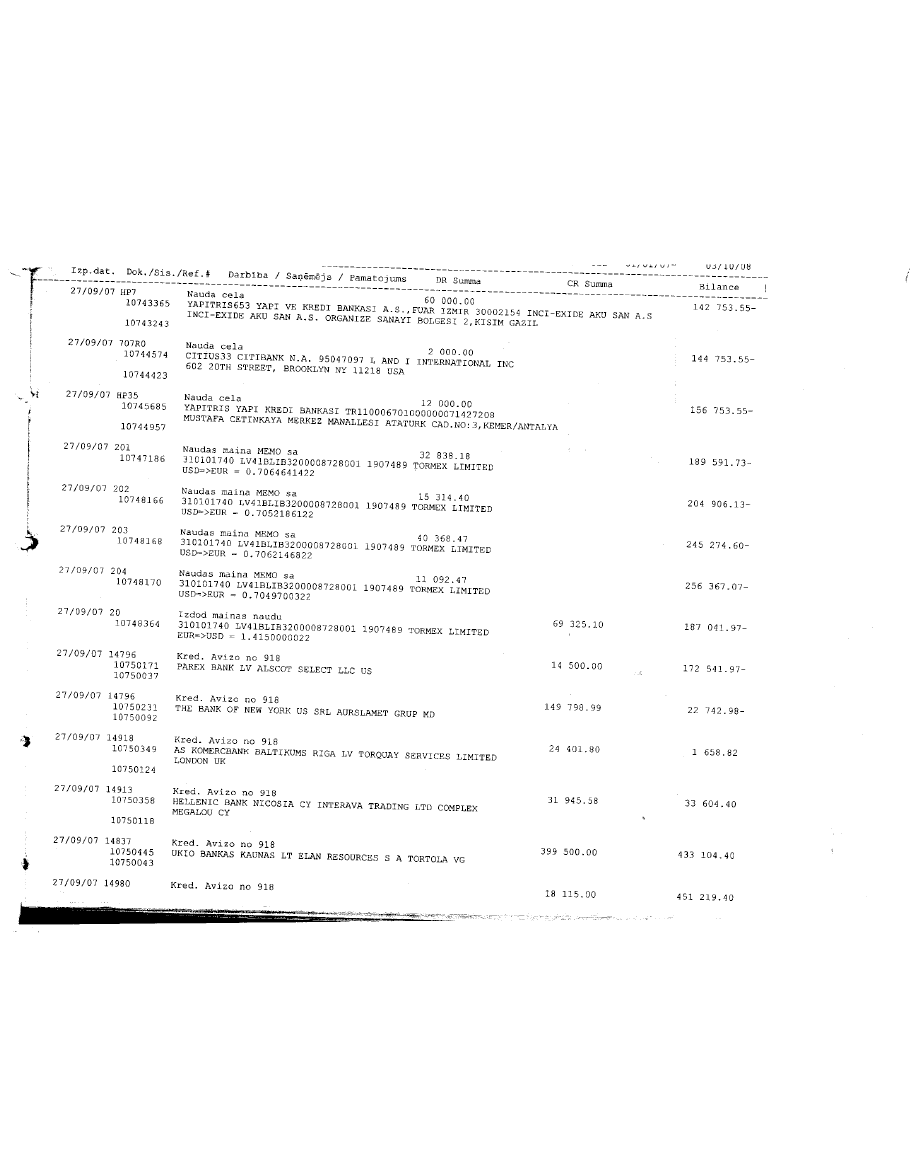 03/10/08
Izp.dat. Dok./Sis./Ref.# Darbība / Saņēmējs / Pamatojums DR Summa CR Summa Bilance !
27/09/07 HP7 Nauda cela 60 000.00 142 753.55-
10743365 YAPITRIS653 YAPI VE KREDI BANKASI A.S.,FUAR IZMIR 30002154 INCI-EXIDE AKU SAN A.S
INCI-EXIDE AKU SAN A.S. ORGANIZE SANAYI BOLGESI 2,KISIM GAZIL
10743243
27/09/07 707R0 Nauda cela 2 000.00 144 753.55-
10744574 CITIUS33 CITIBANK N.A. 95047097 L AND I INTERNATIONAL INC
602 20TH STREET, BROOKLYN NY 11218 USA
10744423
27/09/07 HP35 Nauda cela 12 000.00 156 753.55-
10745685 YAPITRIS YAPI KREDI BANKASI TR110006701000000071427208
MUSTAFA CETINKAYA MERKEZ MANALLESI ATATURK CAD.NO:3,KEMER/ANTALYA
10744957
27/09/07 201 Naudas maina MEMO sa 32 838.18 189 591.73-
10747186 310101740 LV41BLIB3200008728001 1907489 TORMEX LIMITED
USD=>EUR = 0.7064641422
27/09/07 202 Naudas maina MEMO sa 15 314.40 204 906.13-
10748166 310101740 LV41BLIB3200008728001 1907489 TORMEX LIMITED
USD=>EUR = 0.7052186122
27/09/07 203 Naudas maina MEMO sa 40 368.47 245 274.60-
10748168 310101740 LV41BLIB3200008728001 1907489 TORMEX LIMITED
USD=>EUR = 0.7062146822
27/09/07 204 Naudas maina MEMO sa 11 092.47 256 367.07-
10748170 310101740 LV41BLIB3200008728001 1907489 TORMEX LIMITED
USD=>EUR = 0.7049700322
27/09/07 20 Izdod mainas naudu 69 325.10 187 041.97-
10748364 310101740 LV41BLIB3200008728001 1907489 TORMEX LIMITED
EUR=>USD = 1.4150000022
27/09/07 14796 Kred. Avizo no 918 14 500.00 172 541.97-
10750171 PAREX BANK LV ALSCOT SELECT LLC US
10750037
27/09/07 14796 Kred. Avizo no 918 149 798.99 22 742.98-
10750231 THE BANK OF NEW YORK US SRL AURSLAMET GRUP MD
10750092
27/09/07 14918 Kred. Avizo no 918 24 401.80 1 658.82
10750349 AS KOMERCBANK BALTIKUMS RIGA LV TORQUAY SERVICES LIMITED
LONDON UK
10750124
27/09/07 14913 Kred. Avizo no 918 31 945.58 33 604.40
10750358 HELLENIC BANK NICOSIA CY INTERAVA TRADING LTD COMPLEX
MEGALOU CY
10750118
27/09/07 14837 Kred. Avizo no 918 399 500.00 433 104.40
10750445 UKIO BANKAS KAUNAS LT ELAN RESOURCES S A TORTOLA VG
10750043
27/09/07 14980 Kred. Avizo no 918 18 115.00 451 219.40